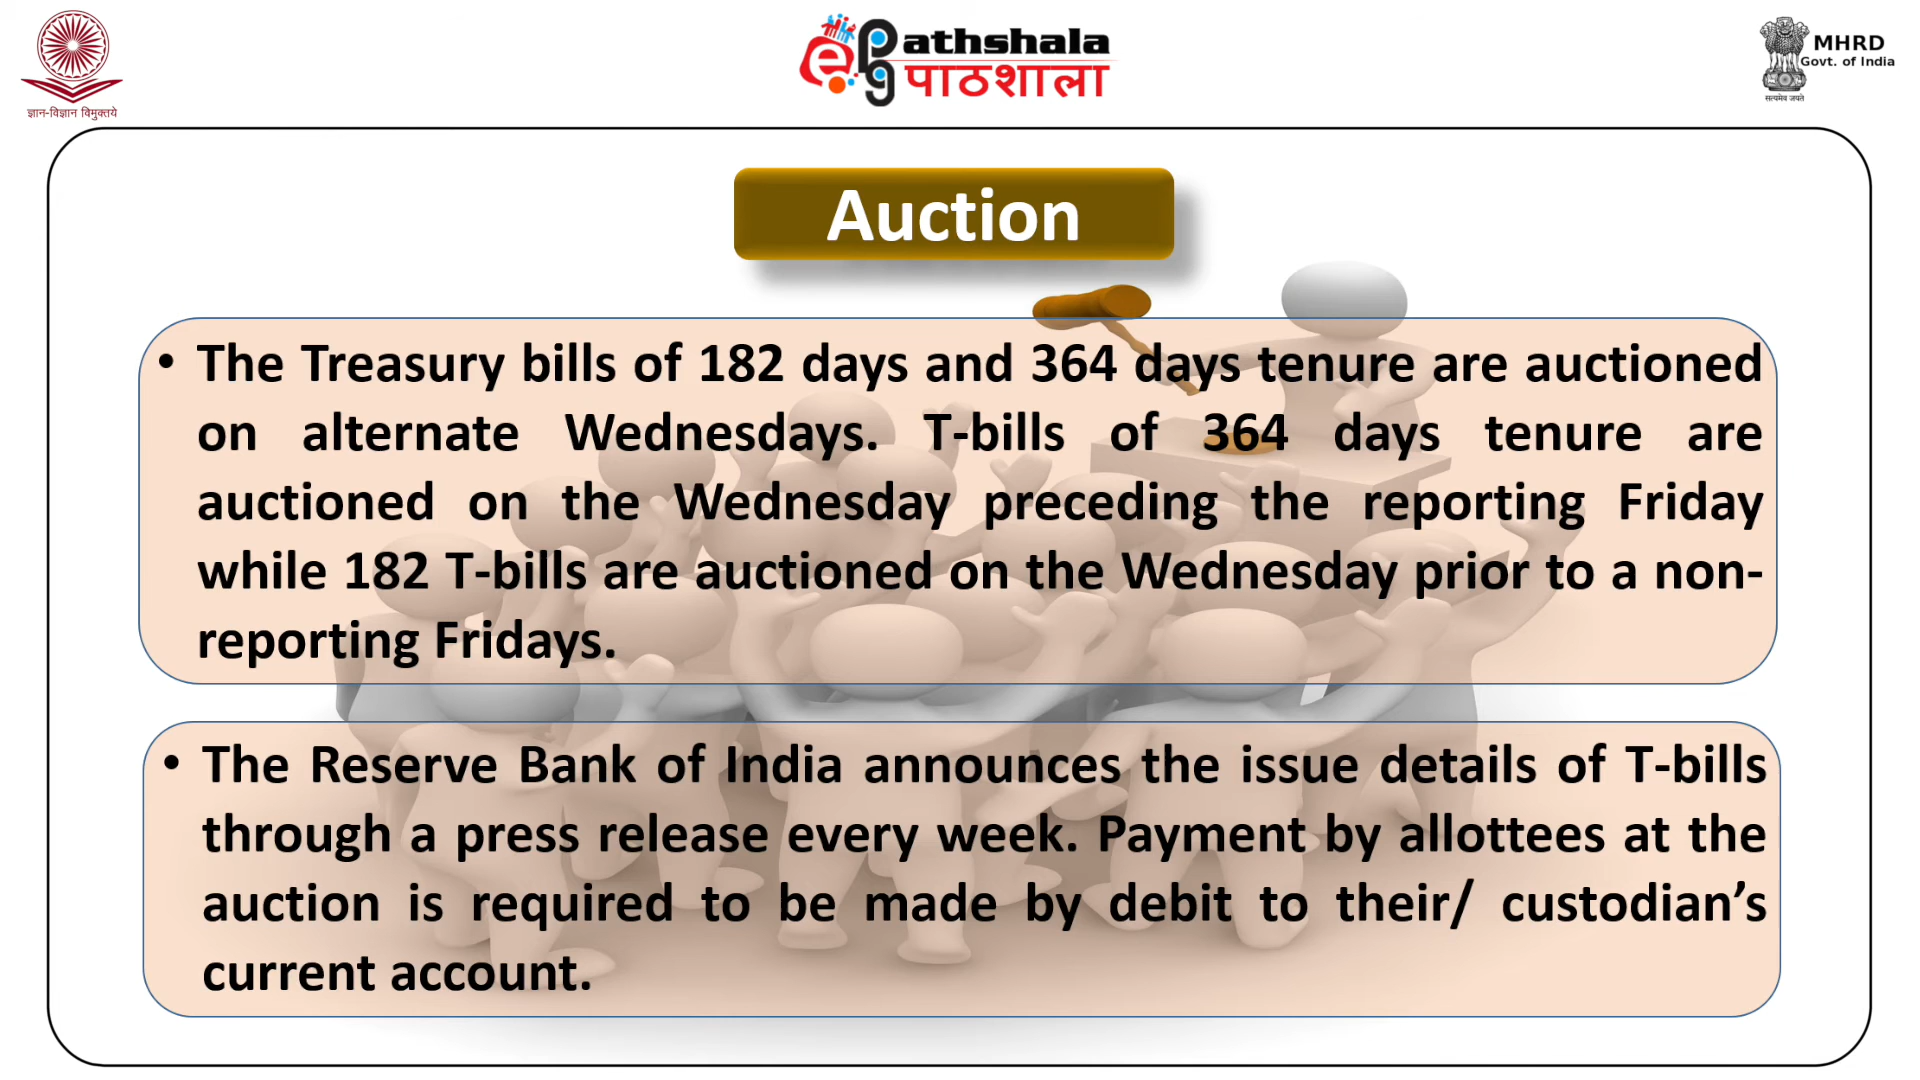 ज्ञान-विज्ञान विमुक्तये
e pg athshala
पाठशाला
MHRD
Govt. of India
सत्यमेव जयते
Auction
• The Treasury bills of 182 days and 364 days tenure are auctioned
on alternate Wednesdays. T-bills of 364 days tenure are
auctioned on the Wednesday preceding the reporting Friday
while 182 T-bills are auctioned on the Wednesday prior to a non-
reporting Fridays.
• The Reserve Bank of India announces the issue details of T-bills
through a press release every week. Payment by allottees at the
auction is required to be made by debit to their/ custodian’s
current account.